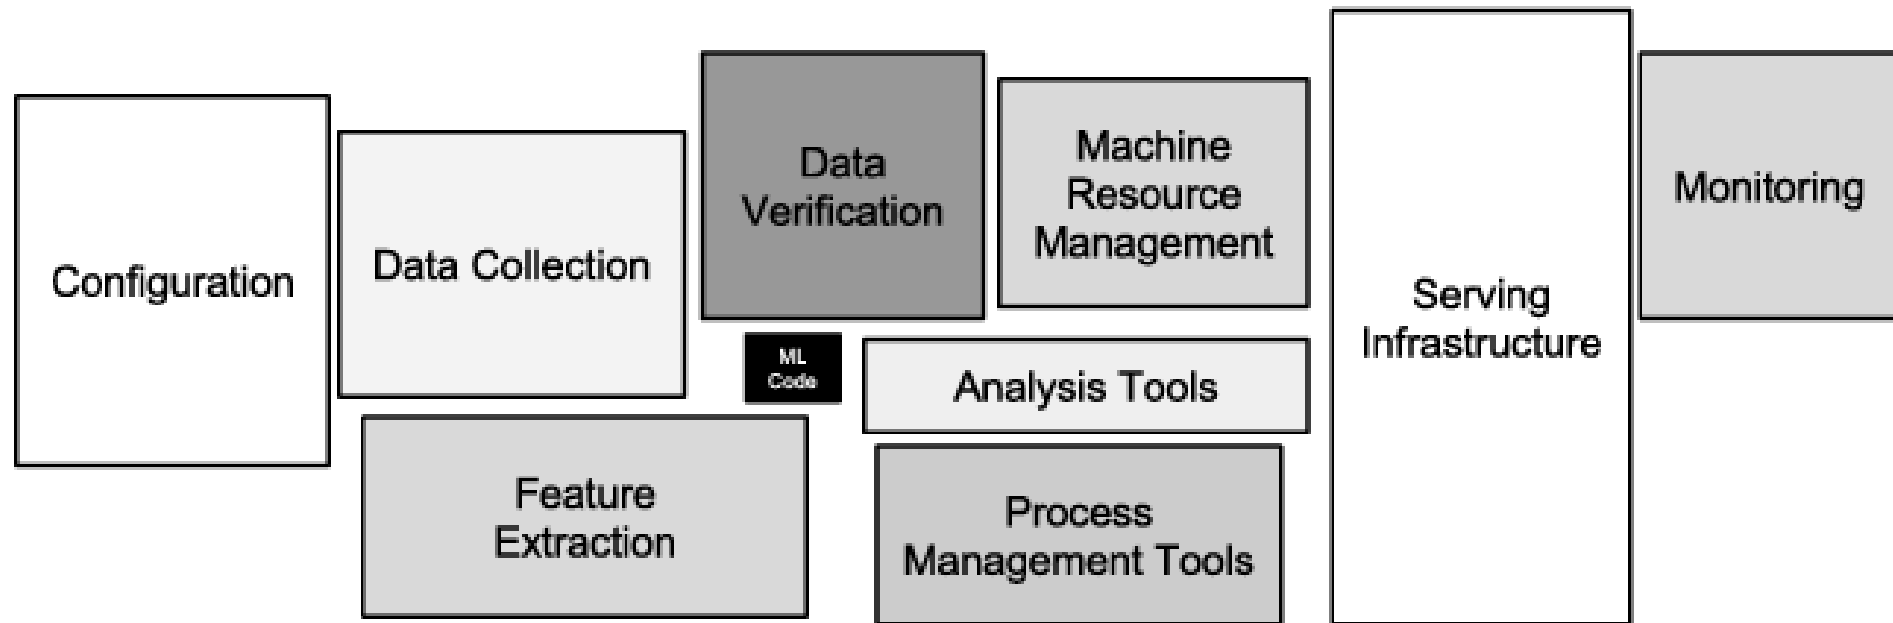 Configuration
Data Collection
Feature
Extraction
Data
Verification
ML
Code
Machine
Resource
Management
Analysis Tools
Process
Management Tools
Serving
Infrastructure
Monitoring